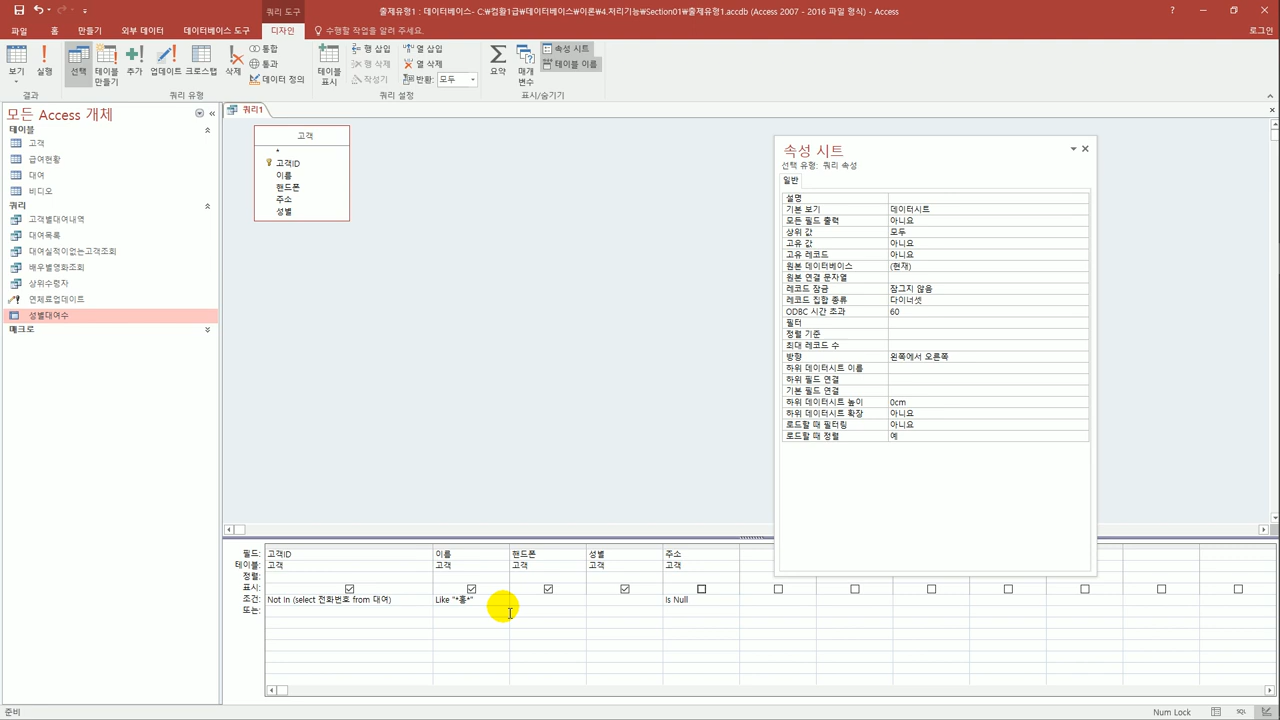 쿼리 도구
출제유형1 : 데이터베이스- C:₩컴활1급₩데이터베이스₩이론₩4.처리기능₩Section01₩출제유형1.accdb (Access 2007 - 2016 파일 형식) - Access
?
파일 홈 만들기 외부 데이터 데이터베이스 도구 디자인 수행할 작업을 알려 주세요. 로그인
보기 실행 선택 테이블 만들기 추가 업데이트 크로스탭 삭제 통합 통과 데이터 정의 테이블 표시 행 삽입 행 삭제 작성기 열 삽입 열 삭제 반환: 모두 요약 매개 변수 속성 시트 테이블 이름
결과 쿼리 유형 쿼리 설정 표시/숨기기
모든 Access 개체
테이블
고객
급여현황
대여
비디오
쿼리
고객별대여내역
대여목록
대여실적이없는고객조회
배우별영화조회
상위수령자
연체료업데이트
성별대여수
매크로
쿼리1
고객
*
고객ID
이름
핸드폰
주소
성별
속성 시트
선택 유형: 쿼리 속성
일반
설명
기본 보기 데이터시트
모든 필드 출력 아니요
상위 값 모두
고유 값 아니요
고유 레코드 아니요
원본 데이터베이스 (현재)
원본 연결 문자열
레코드 잠금 잠그지 않음
레코드 집합 종류 다이너셋
ODBC 시간 초과 60
필터
정렬 기준
최대 레코드 수
방향 왼쪽에서 오른쪽
하위 데이터시트 이름
하위 필드 연결
기본 필드 연결
하위 데이터시트 높이 0cm
하위 데이터시트 확장 아니요
로드할 때 필터링 아니요
로드할 때 정렬 예
필드: 고객ID 이름 핸드폰 성별 주소
테이블: 고객 고객 고객 고객 고객
정렬:
표시:
조건: Not In (select 전화번호 from 대여) Like "*홍*" Is Null
또는:
준비 Num Lock SQL